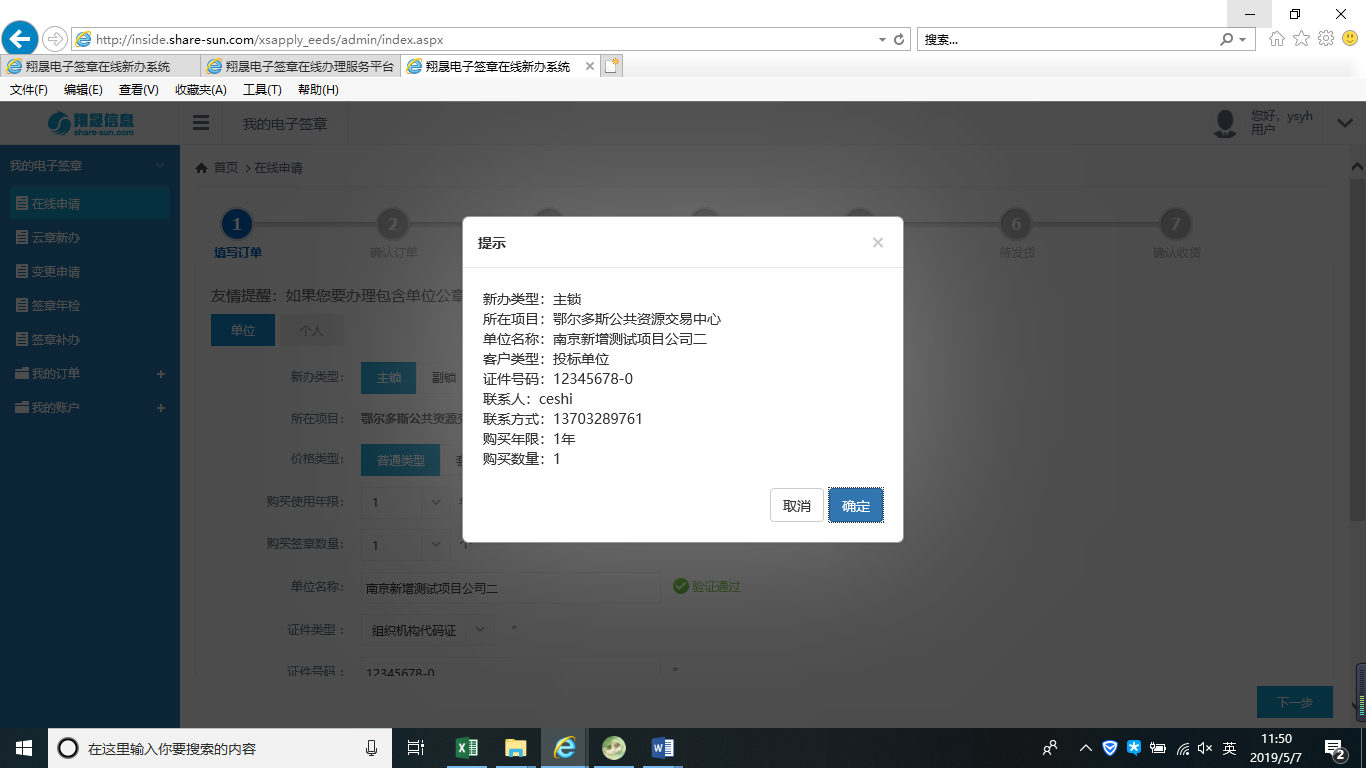 http://inside.share-sun.com/xsapply_eeds/admin/index.aspx
搜索...
翔晟电子签章在线新办系统
翔晟电子签章在线办理服务平台
翔晟电子签章在线新办系统
文件(F) 编辑(E) 查看(V) 收藏夹(A) 工具(T) 帮助(H)
翔晟信息
share-sun.com
我的电子签章
您好，ysyh
用户
我的电子签章
在线申请
云章新办
变更申请
签章年检
签章补办
我的订单 +
我的账户 +
首页 > 在线申请
1 2 6 7
填写订单 确认订单 待发货 确认收货
友情提醒：如果您要办理包含单位公章
单位 个人
新办类型： 主锁 副锁
所在项目： 鄂尔多斯公共资源
价格类型： 普通类型
购买使用年限： 1
购买签章数量： 1 个
单位名称： 南京新增测试项目公司二 验证通过
证件类型： 组织机构代码证 *
证件号码： 12345678-0 *
下一步
提示 ×
新办类型：主锁
所在项目：鄂尔多斯公共资源交易中心
单位名称：南京新增测试项目公司二
客户类型：投标单位
证件号码：12345678-0
联系人：ceshi
联系方式：13703289761
购买年限：1年
购买数量：1
取消 确定
在这里输入你要搜索的内容
英
11:50
2019/5/7
2